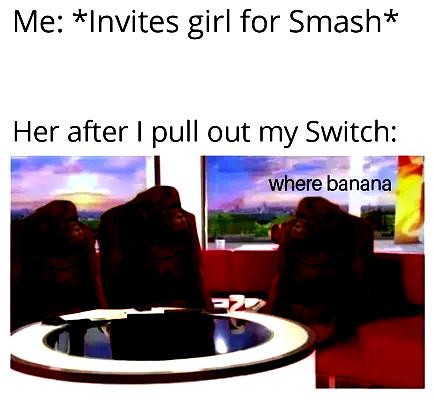 Me: *Invites girl for Smash*
Her after I pull out my Switch:
where banana